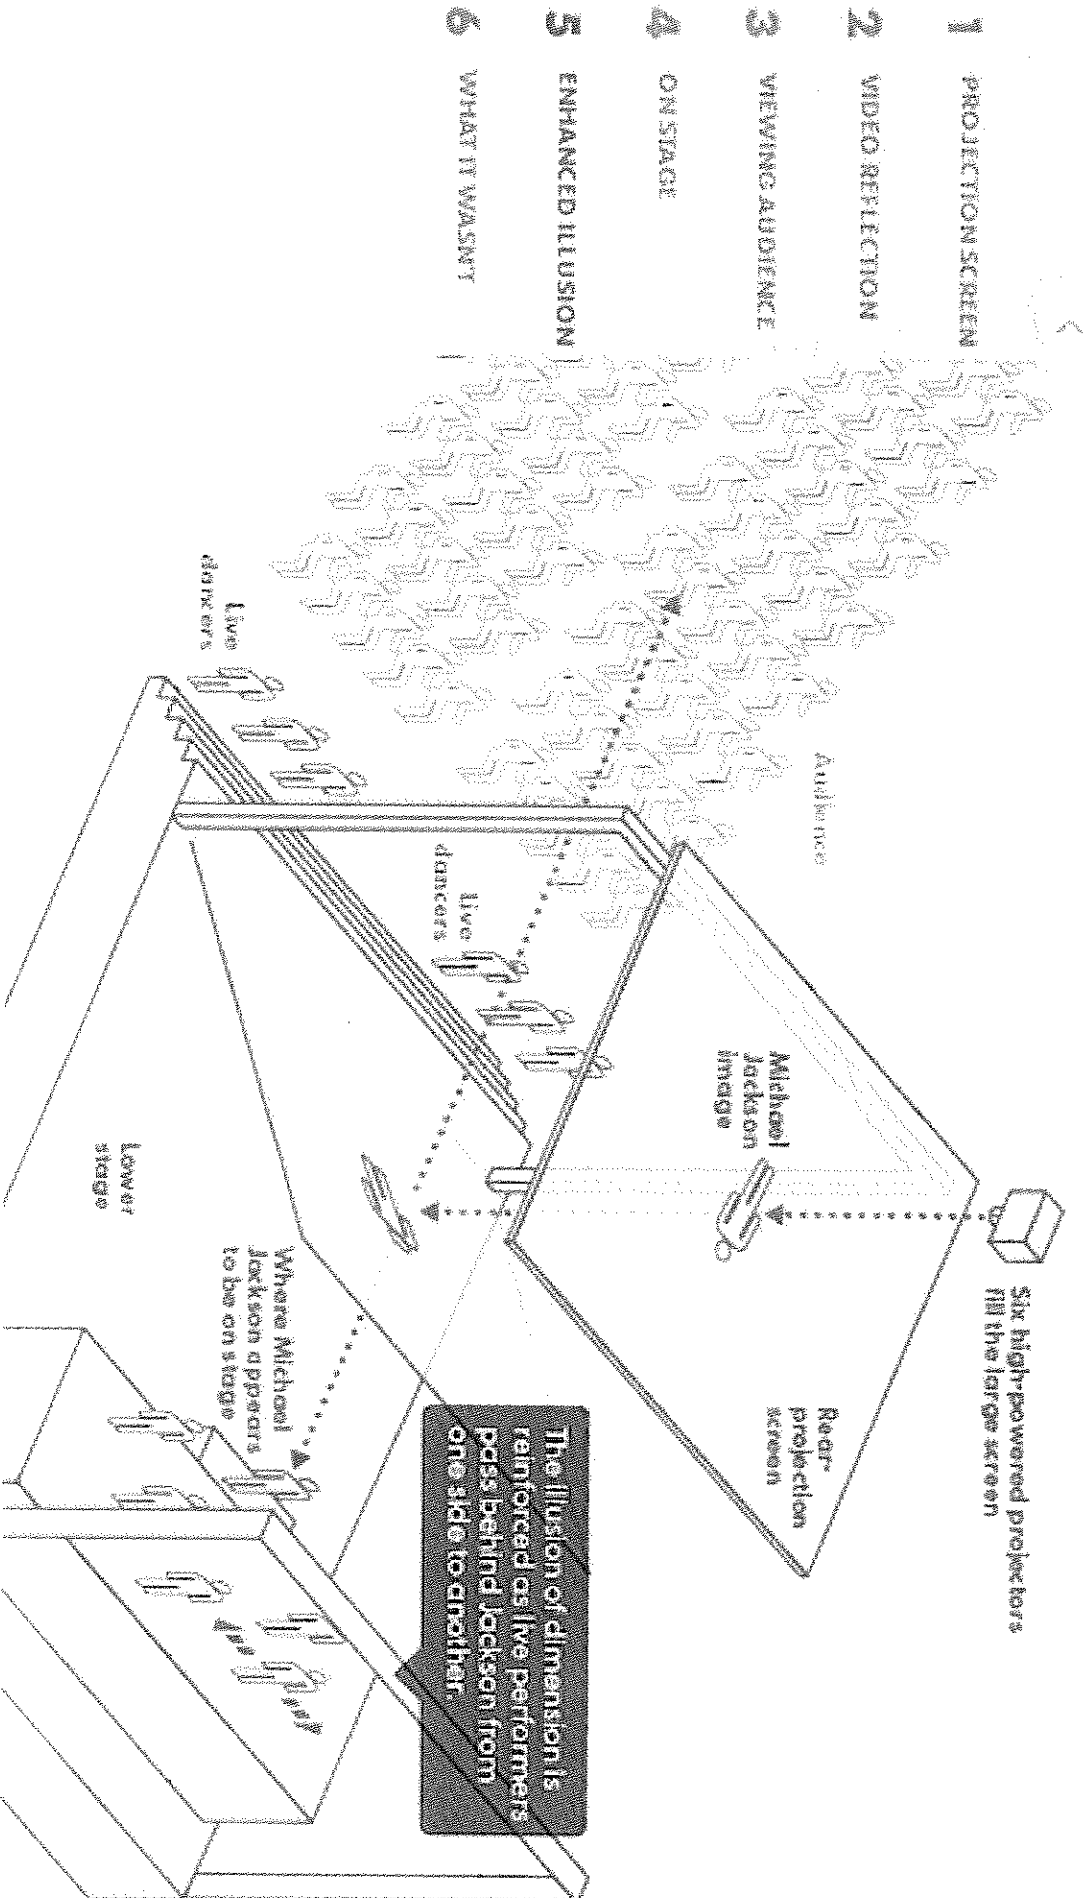 1 PROJECTION SCREEN
2 VIDEO REFLECTION
3 VIEWING AUDIENCE
4 ON STAGE
5 ENHANCED ILLUSION
6 WHAT IT WASN'T
Six high-powered projectors
fill the large screen
Rear-
projection
screen
Michael
Jackson
image
Audience
live
dancers
Live
dancers
The illusion of dimension is
reinforced as live performers
pass behind Jackson from
one side to another.
Where Michael
Jackson appears
to be on stage
Lower
stage